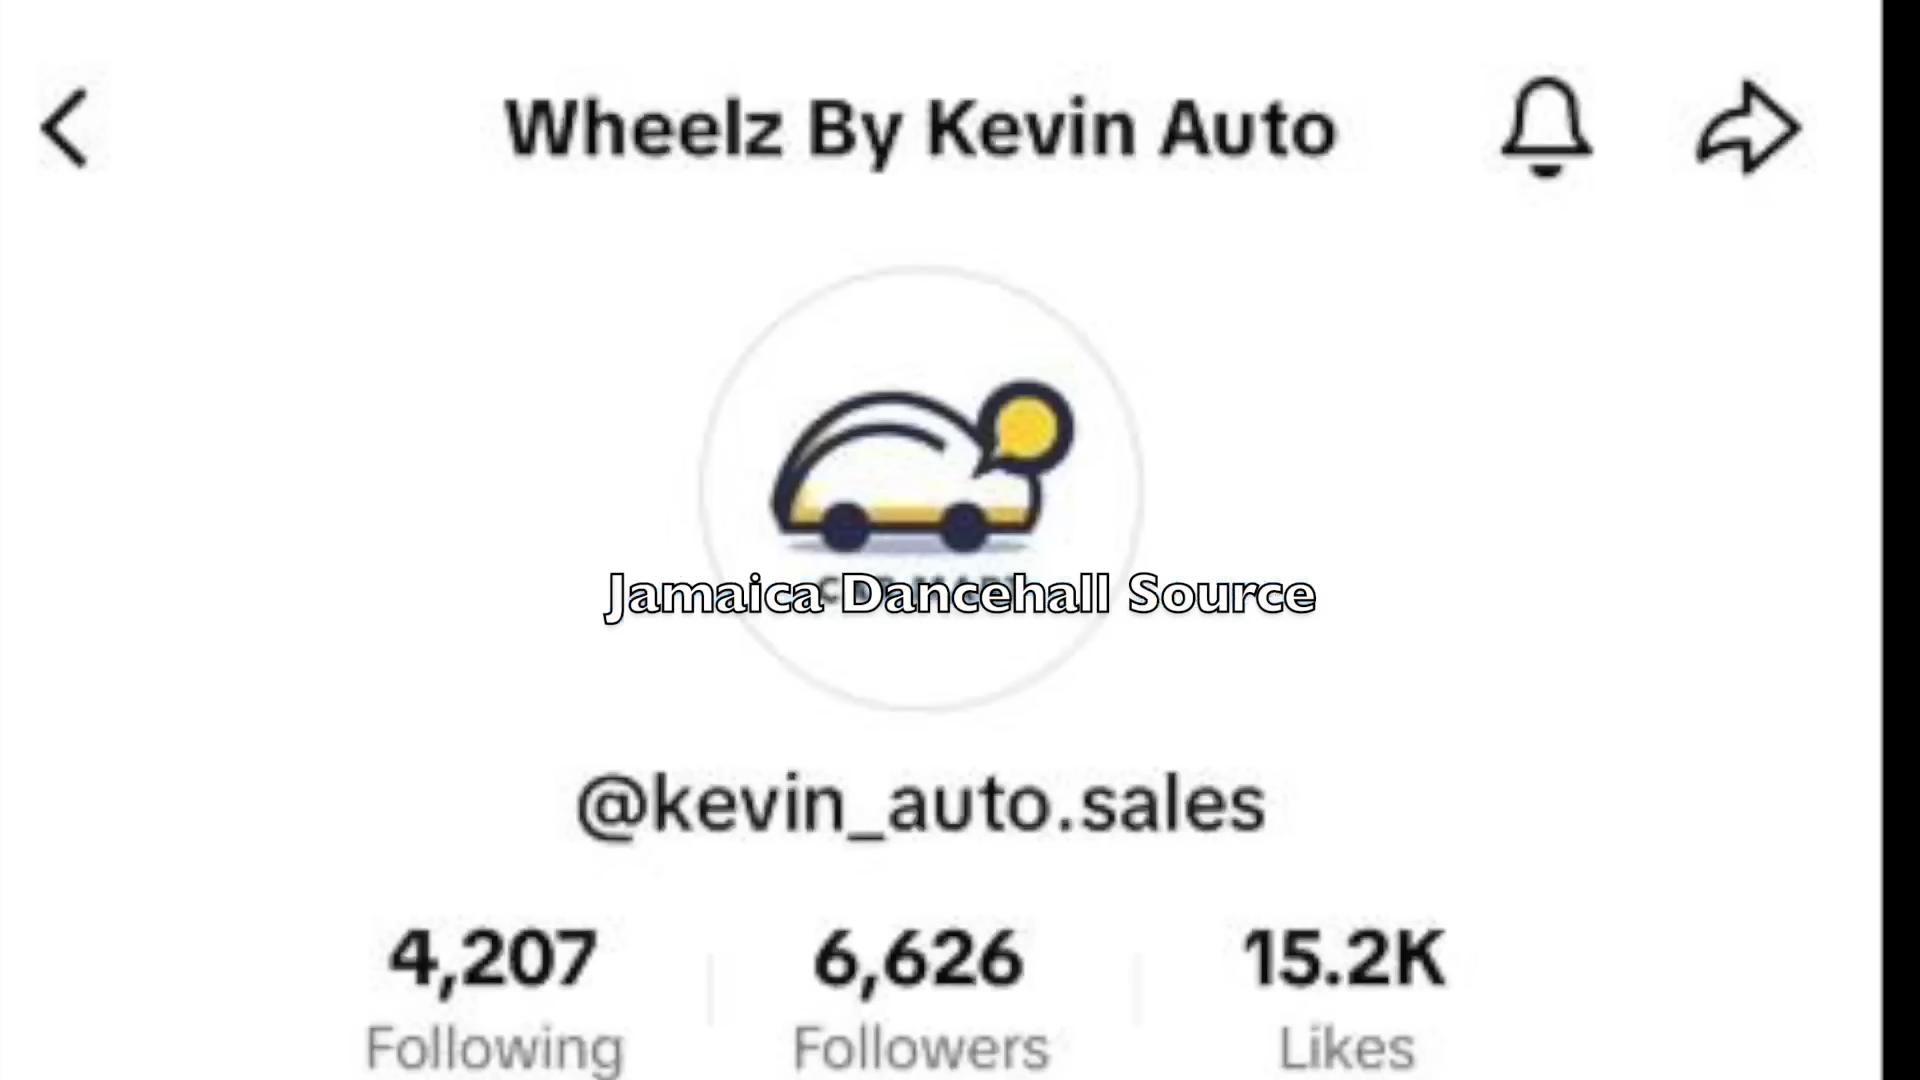 Wheelz By Kevin Auto
Jamaica Dancehall Source
@kevin_auto.sales
4,207
6,626
15.2K
Following
Followers
Likes